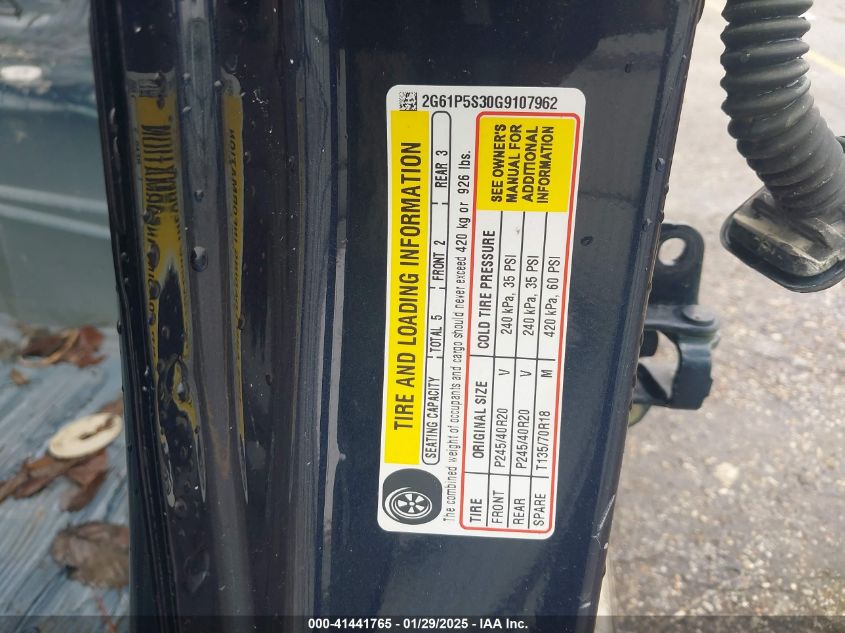 2G61P5S30G9107962
TIRE AND LOADING INFORMATION
SEATING CAPACITY TOTAL 5 FRONT 2 REAR 3
The combined weight of occupants and cargo should never exceed 420 kg or 926 lbs.
TIRE ORIGINAL SIZE COLD TIRE PRESSURE
FRONT P245/40R20 V 240 kPa, 35 PSI
REAR P245/40R20 V 240 kPa, 35 PSI
SPARE T135/70R18 M 420 kPa, 60 PSI
SEE OWNER'S
MANUAL FOR
ADDITIONAL
INFORMATION
000-41441765 | 01/29/2025 | © IAA Inc.